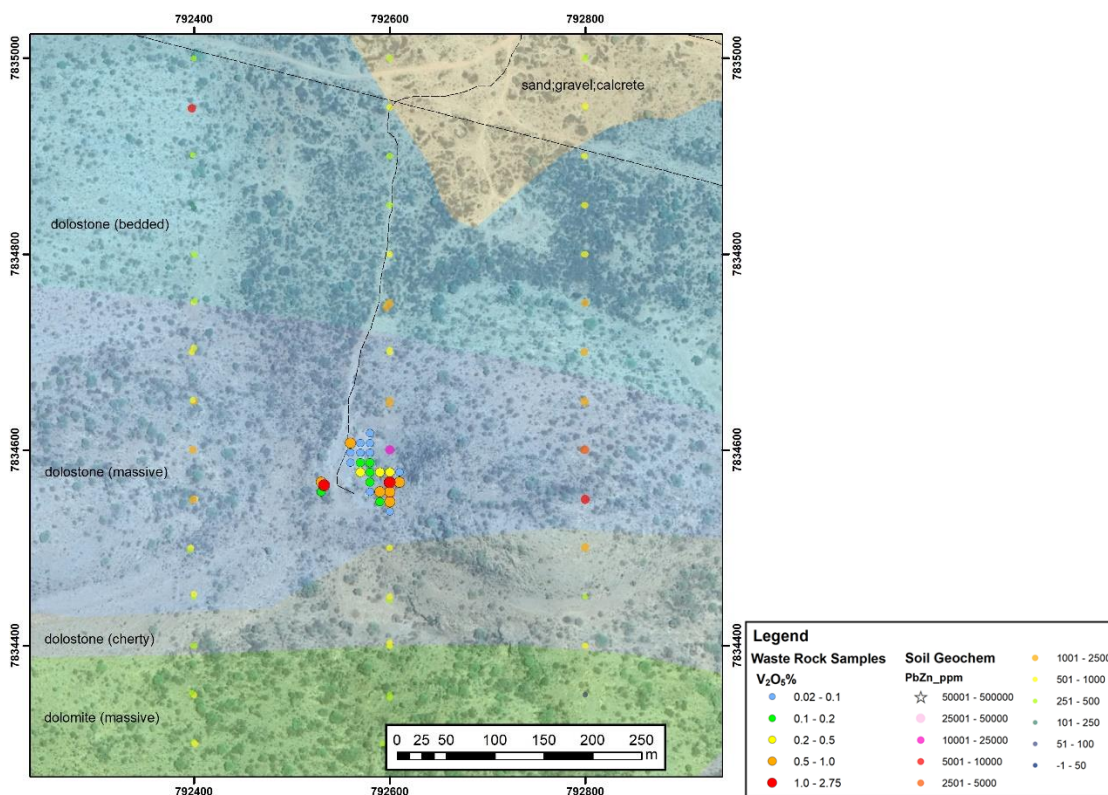 792400 792600 792800
7835000 7835000
sand;gravel;calcrete
dolostone (bedded)
7834800 7834800
7834600 7834600
dolostone (massive)
7834400 7834400
dolostone (cherty)
dolomite (massive)
0 25 50 100 150 200 250
m
792400 792600 792800
Legend
Waste Rock Samples
V₂O₅%
0.02 - 0.1
0.1 - 0.2
0.2 - 0.5
0.5 - 1.0
1.0 - 2.75
Soil Geochem
PbZn_ppm
50001 - 500000
25001 - 50000
10001 - 25000
5001 - 10000
2501 - 5000
1001 - 2500
501 - 1000
251 - 500
101 - 250
51 - 100
-1 - 50